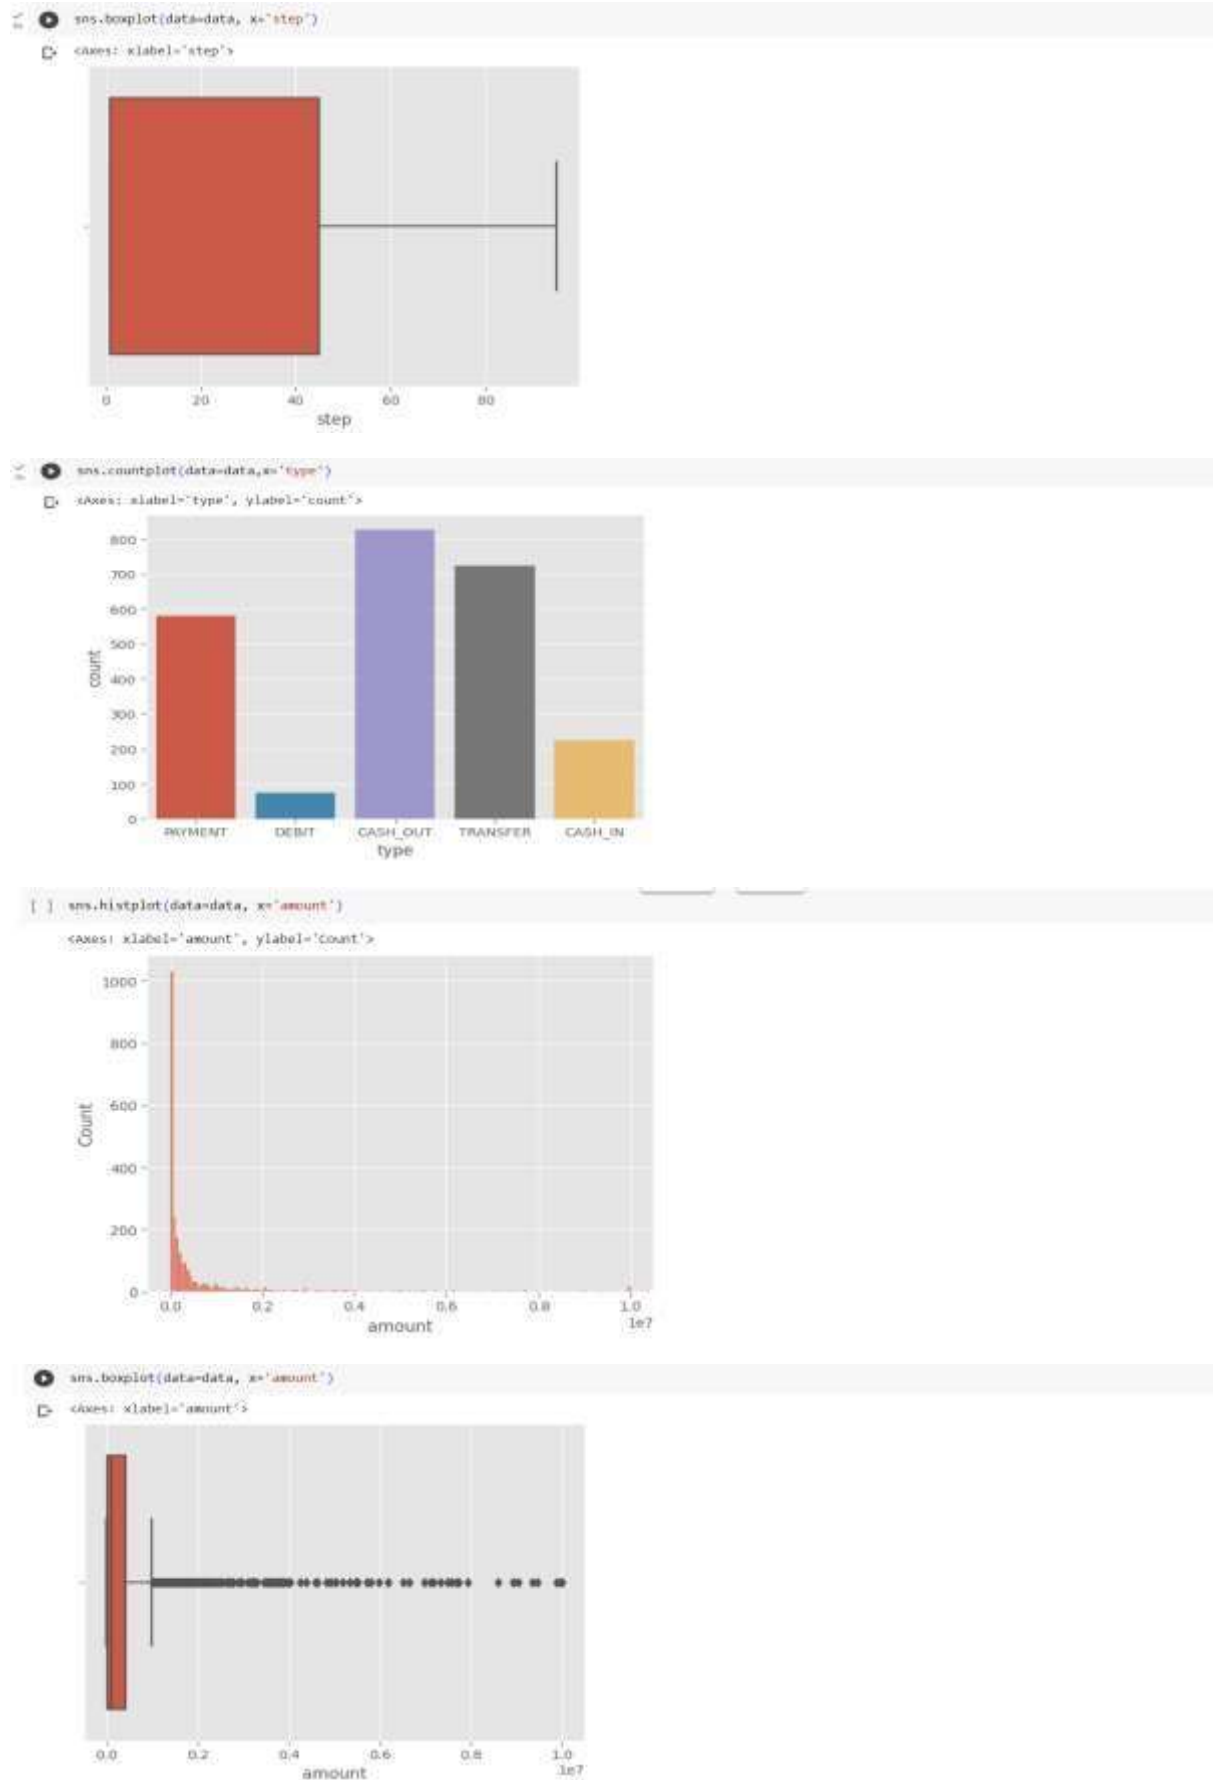 sns.boxplot(data=data, x='step')
<Axes: xlabel='step'>
0 20 40 60 80
step
sns.countplot(data=data,x='type')
<Axes: xlabel='type', ylabel='count'>
800
700
600
500
400
300
200
100
0
count
PAYMENT DEBIT CASH_OUT TRANSFER CASH_IN
type
[ ] sns.histplot(data=data, x='amount')
<Axes: xlabel='amount', ylabel='Count'>
1000
800
600
400
200
0
Count
0.0 0.2 0.4 0.6 0.8 1.0
1e7
amount
sns.boxplot(data=data, x='amount')
<Axes: xlabel='amount'>
0.0 0.2 0.4 0.6 0.8 1.0
1e7
amount